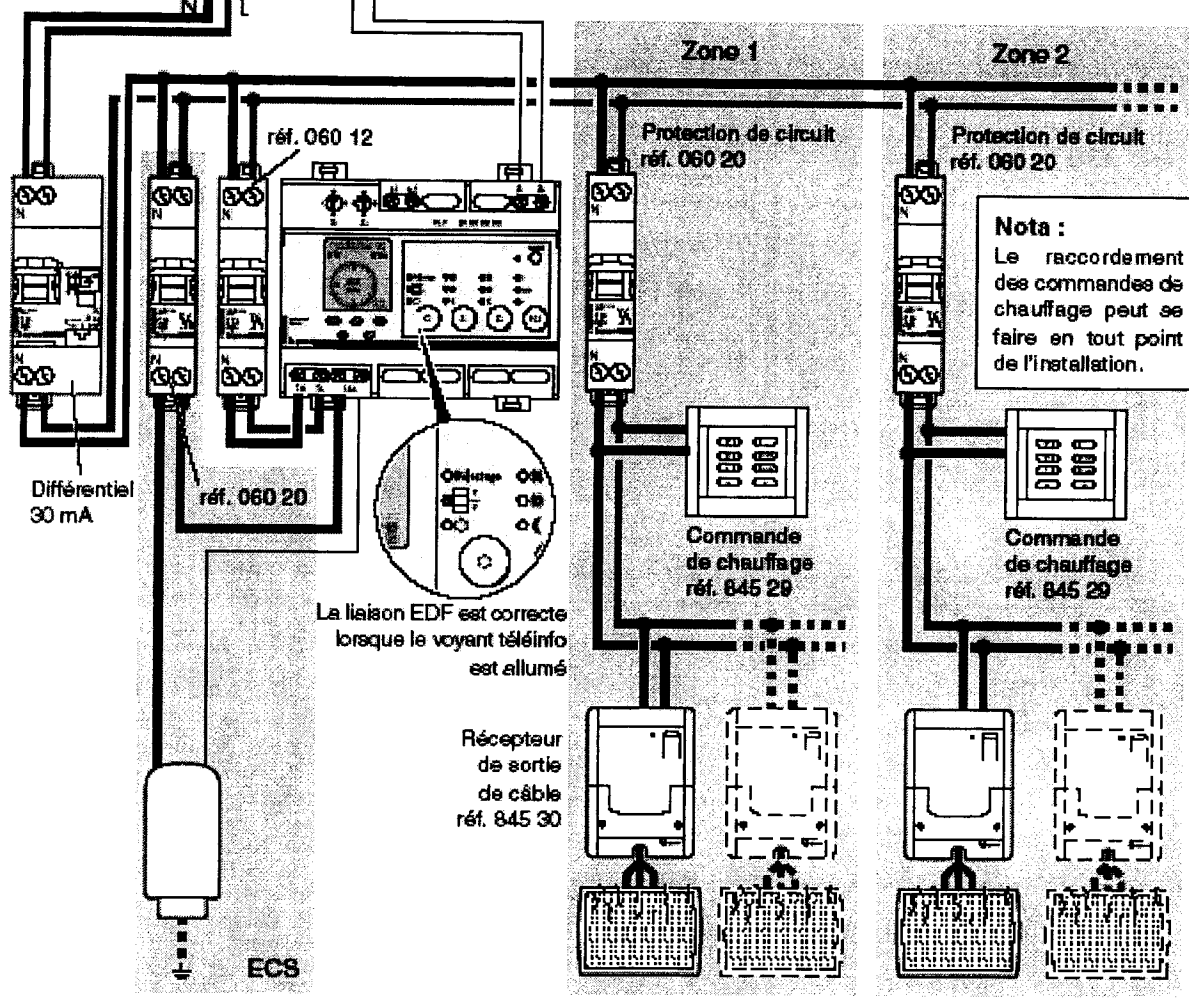 N L
Zone 1
Zone 2
réf. 060 12
Protection de circuit
réf. 060 20
Protection de circuit
réf. 060 20
N
N
N
N
Nota :
Le raccordement
des commandes de
chauffage peut se
faire en tout point
de l'installation.
N
N
Différentiel
30 mA
réf. 060 20
La liaison EDF est correcte
lorsque le voyant téléinfo
est allumé
Commande
de chauffage
réf. 845 29
Commande
de chauffage
réf. 845 29
Récepteur
de sortie
de câble
réf. 845 30
ECS